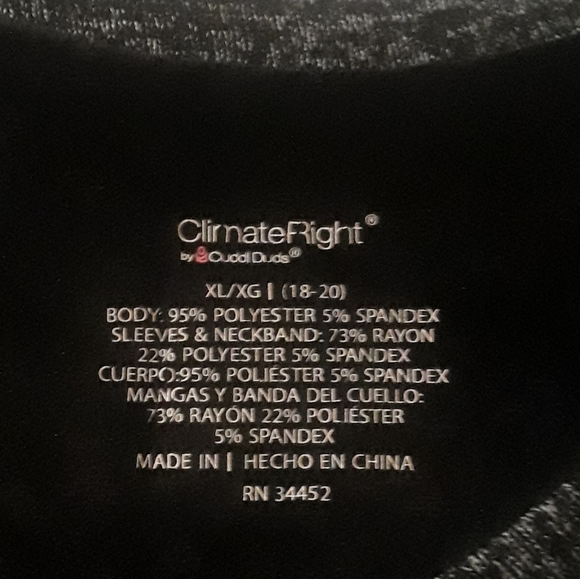 ClimateRight®
by Cuddl Duds®
XL/XG | (18-20)
BODY: 95% POLYESTER 5% SPANDEX
SLEEVES & NECKBAND: 73% RAYON
22% POLYESTER 5% SPANDEX
CUERPO:95% POLIÉSTER 5% SPANDEX
MANGAS Y BANDA DEL CUELLO:
73% RAYÓN 22% POLIÉSTER
5% SPANDEX
MADE IN | HECHO EN CHINA
RN 34452